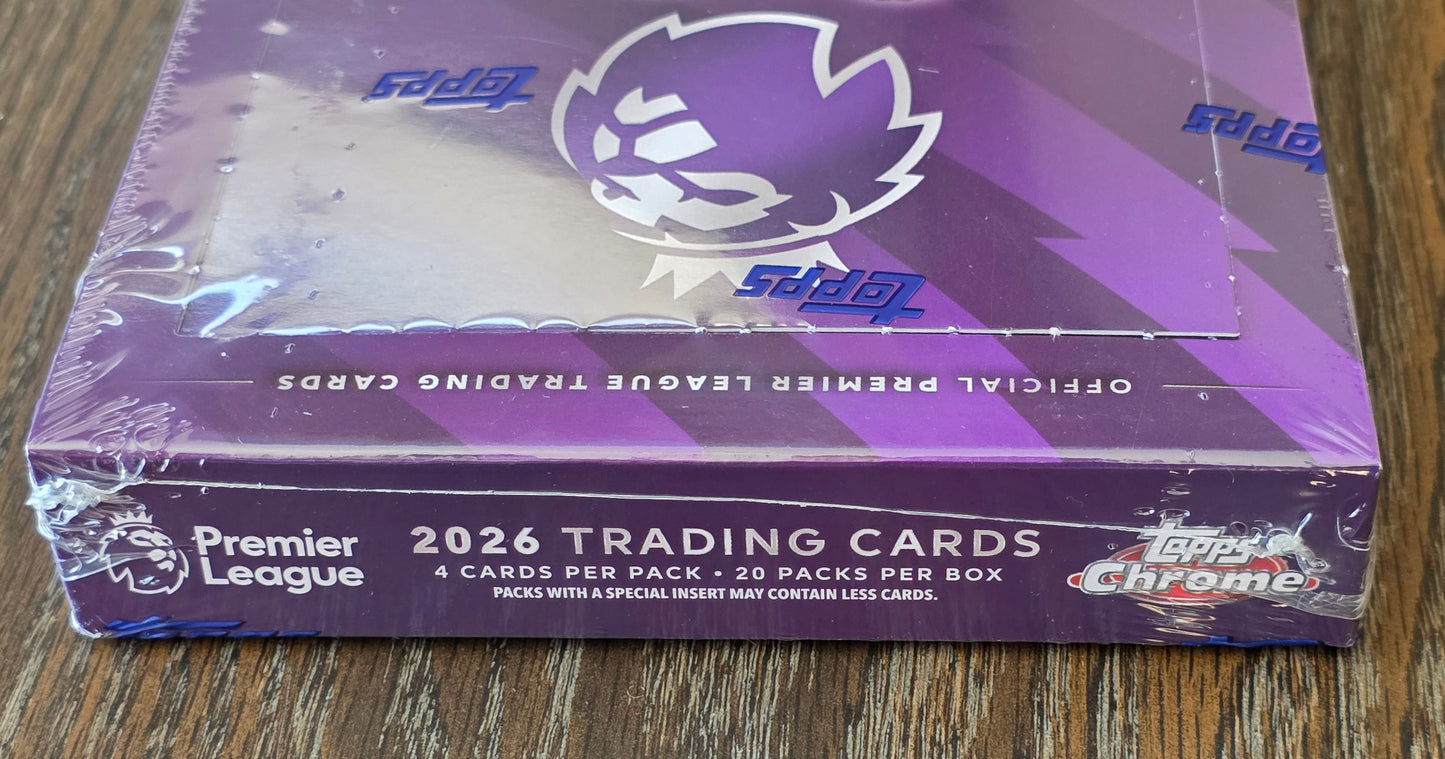 Topps
Topps
Topps
OFFICIAL PREMIER LEAGUE TRADING CARDS
Premier
League
2026 TRADING CARDS
4 CARDS PER PACK • 20 PACKS PER BOX
PACKS WITH A SPECIAL INSERT MAY CONTAIN LESS CARDS.
Topps
Chrome